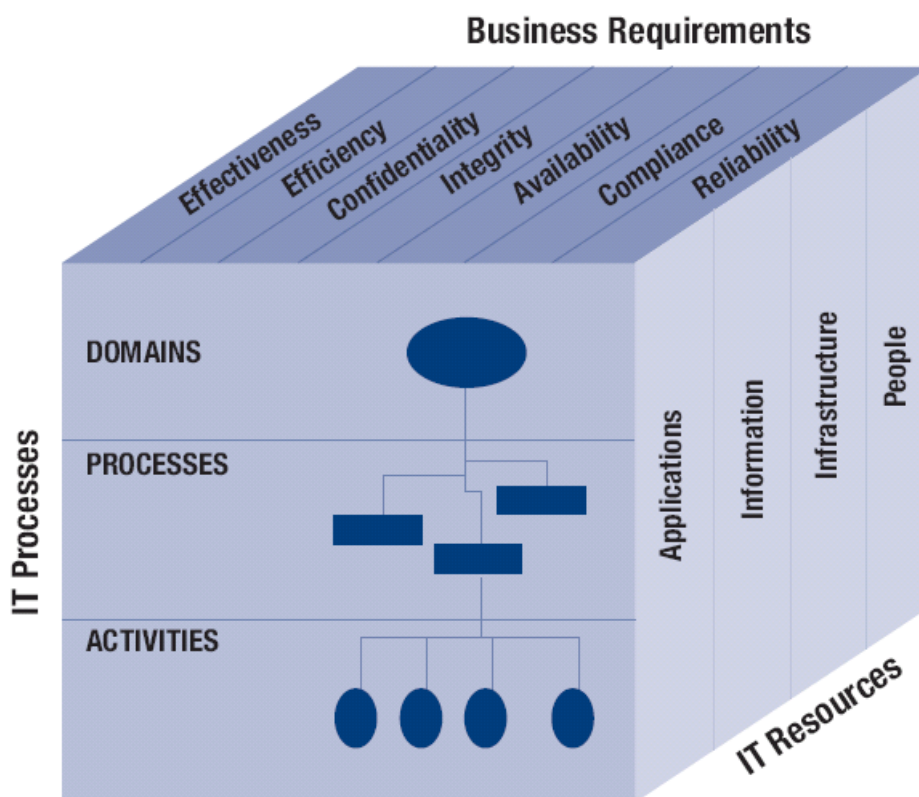 Business Requirements
Effectiveness
Efficiency
Confidentiality
Integrity
Availability
Compliance
Reliability
IT Processes
DOMAINS
PROCESSES
ACTIVITIES
Applications
Information
Infrastructure
People
IT Resources